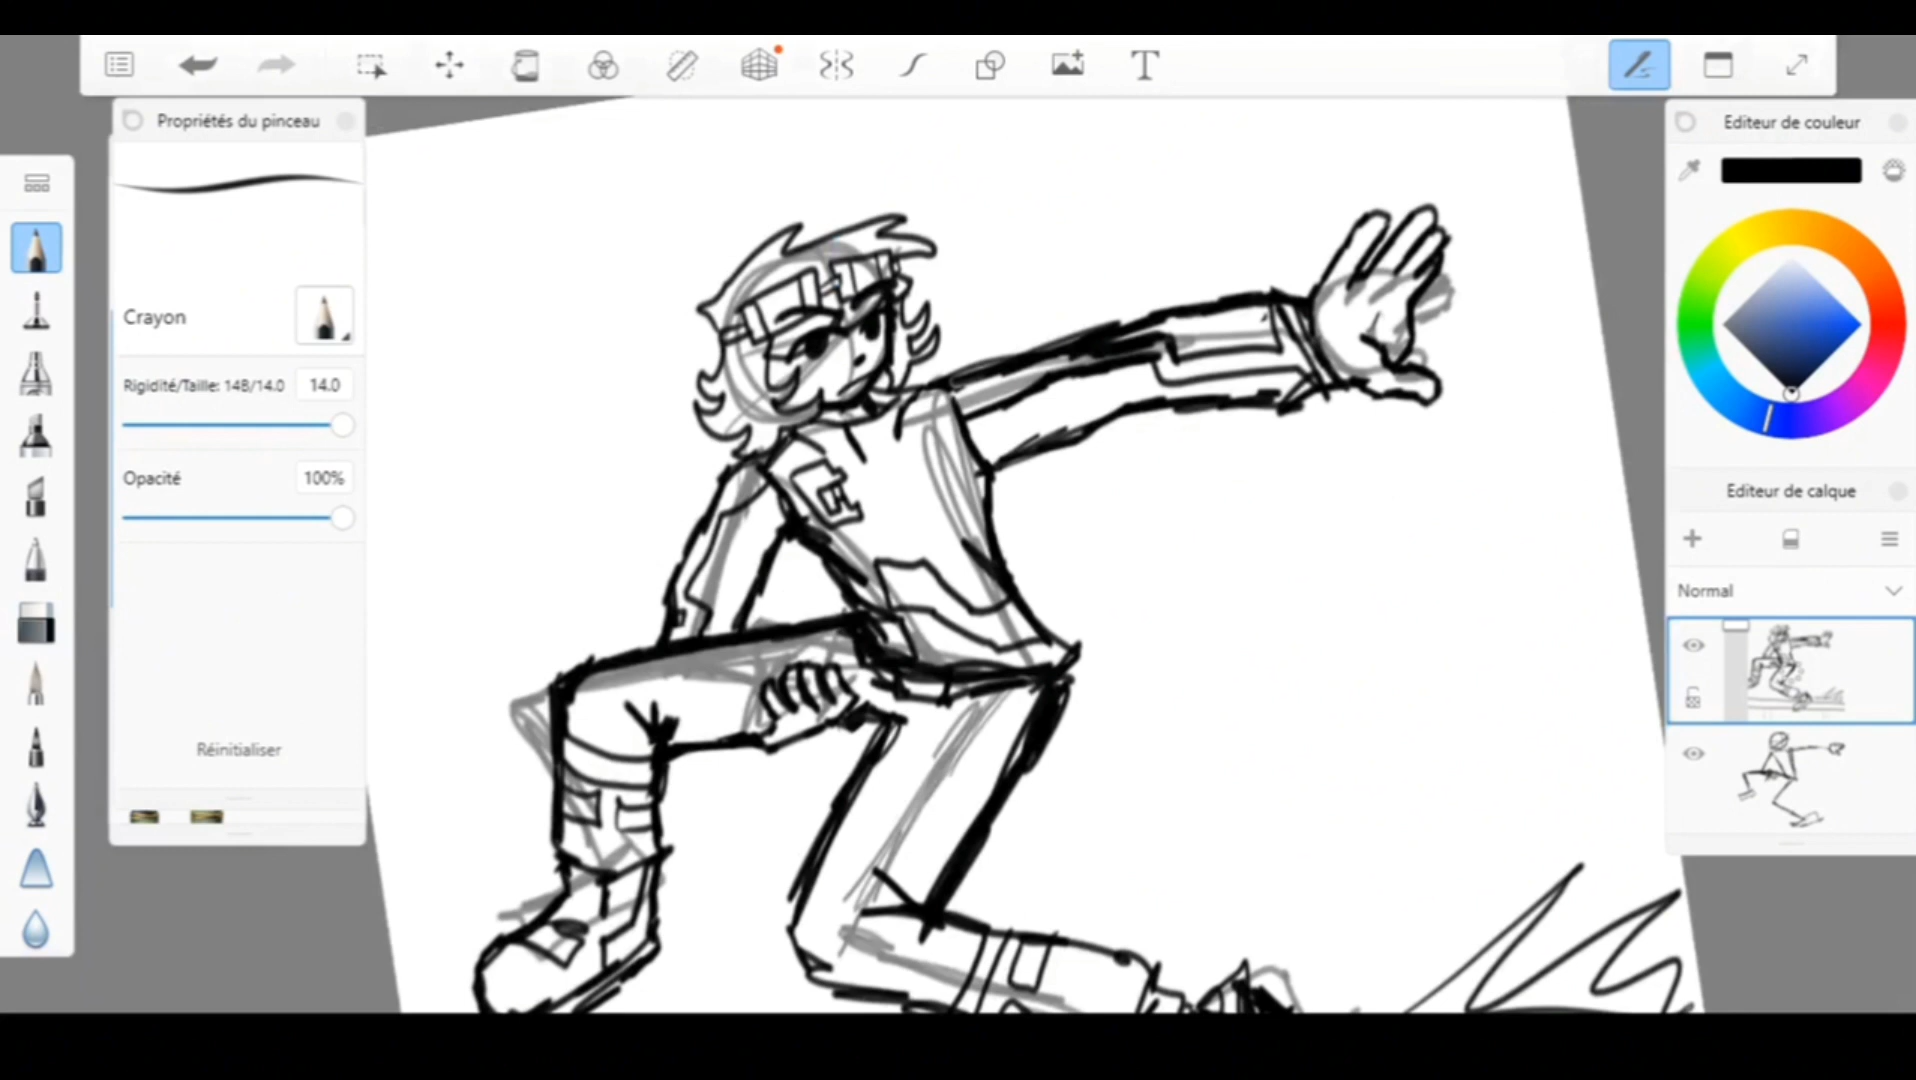 Propriétés du pinceau
Crayon
Rigidité/Taille: 14B/14.0 14.0
Opacité 100%
Réinitialiser
Editeur de couleur
Editeur de calque
Normal